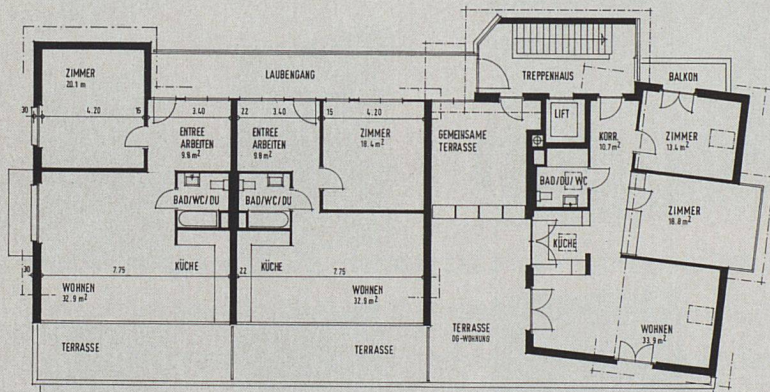 ZIMMER
20.1 m
30
4.20
15
3.40
22
3.40
15
4.20
LAUBENGANG
TREPPENHAUS
BALKON
ENTREE
ARBEITEN
9.8 m²
ENTREE
ARBEITEN
9.8 m²
ZIMMER
18.4 m²
GEMEINSAME
TERRASSE
LIFT
KORR.
10.7 m²
ZIMMER
13.4 m²
BAD/WC/DU
BAD/WC/DU
BAD/DU/WC
ZIMMER
18.8 m²
KÜCHE
KÜCHE
KÜCHE
30
7.75
22
7.75
WOHNEN
32.9 m²
WOHNEN
32.9 m²
WOHNEN
33.9 m²
TERRASSE
TERRASSE
TERRASSE
DG-WOHNUNG